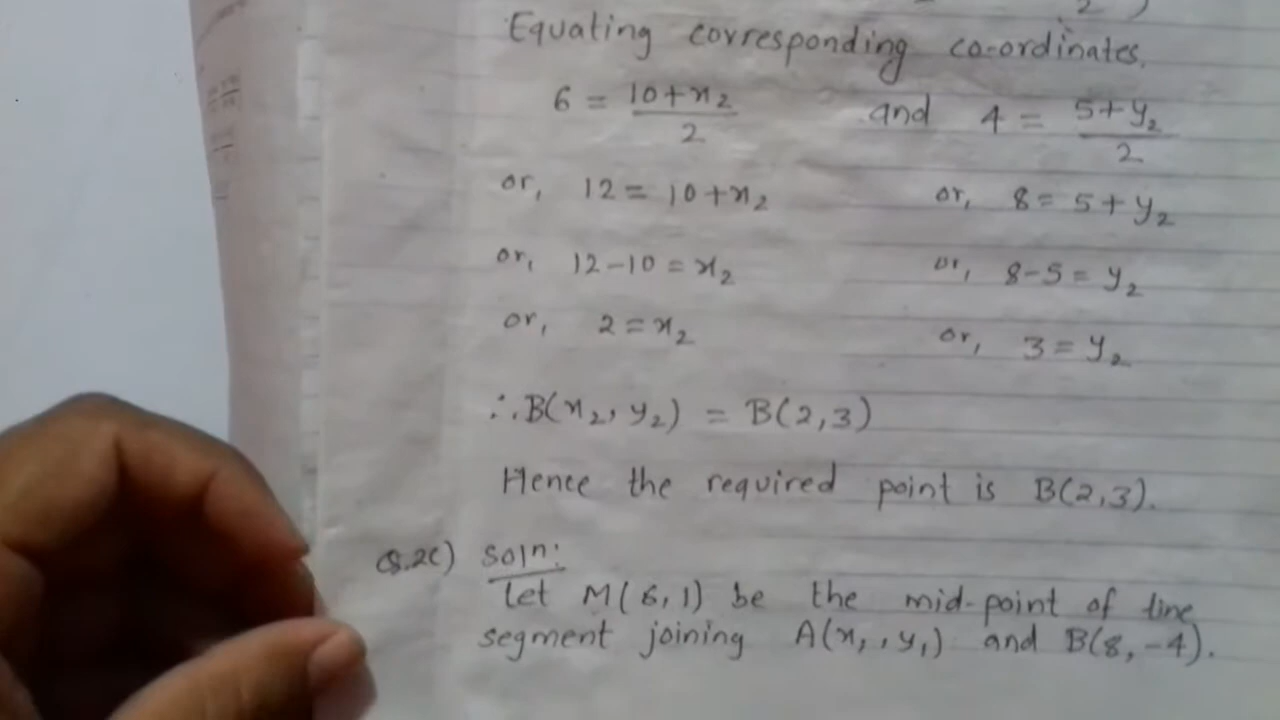 2 )
Equating corresponding co-ordinates,
6 = (10+x₂)/2 and 4 = (5+y₂)/2
or, 12 = 10+x₂ or, 8 = 5+y₂
or, 12-10 = x₂ or, 8-5 = y₂
or, 2 = x₂ or, 3 = y₂
∴ B(x₂, y₂) = B(2,3)
Hence the required point is B(2,3).
Q.2c) Soln:
Let M(6,1) be the mid-point of line
segment joining A(x₁, y₁) and B(8,-4).